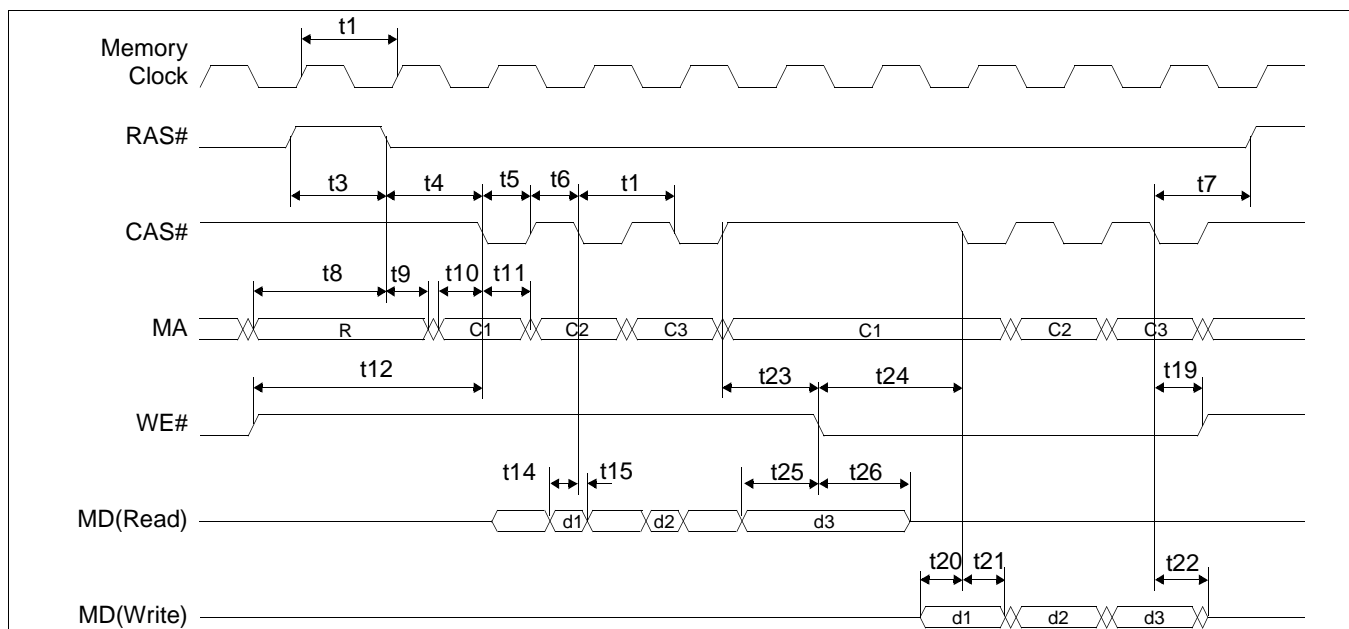 t1
Memory
Clock
RAS#
t3 t4 t5 t6 t1 t7
CAS#
t8 t9 t10 t11
MA R C1 C2 C3 C1 C2 C3
t12 t23 t24 t19
WE#
t14 t15 t25 t26
MD(Read) d1 d2 d3
t20 t21 t22
MD(Write) d1 d2 d3